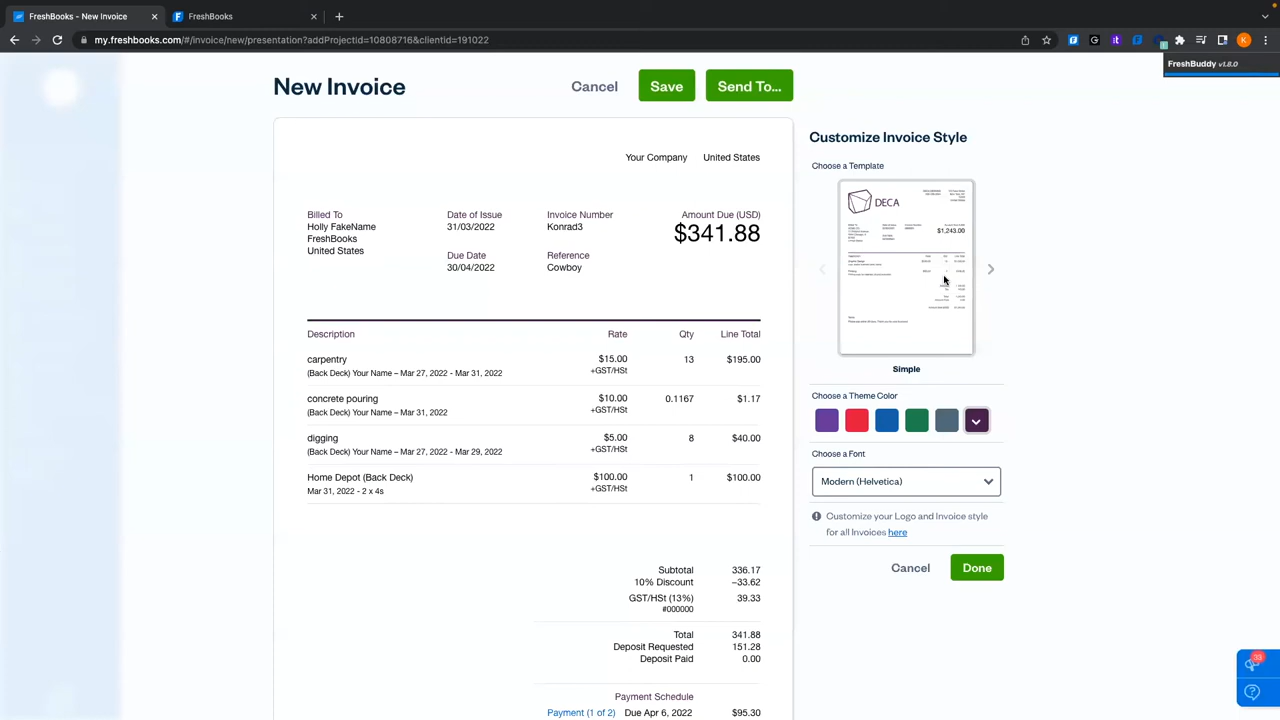 FreshBooks - New Invoice
FreshBooks
my.freshbooks.com/#/invoice/new/presentation?addProjectid=10808716&clientid=191022
K
FreshBuddy v1.8.0
New Invoice
Cancel
Save
Send To...
Your Company
United States
Billed To
Holly FakeName
FreshBooks
United States
Date of Issue
31/03/2022
Due Date
30/04/2022
Invoice Number
Konrad3
Reference
Cowboy
Amount Due (USD)
$341.88
Description Rate Qty Line Total
carpentry $15.00 13 $195.00
(Back Deck) Your Name – Mar 27, 2022 - Mar 31, 2022 +GST/HSt
concrete pouring $10.00 0.1167 $1.17
(Back Deck) Your Name – Mar 31, 2022 +GST/HSt
digging $5.00 8 $40.00
(Back Deck) Your Name – Mar 27, 2022 - Mar 29, 2022 +GST/HSt
Home Depot (Back Deck) $100.00 1 $100.00
Mar 31, 2022 - 2 x 4s +GST/HSt
Subtotal 336.17
10% Discount –33.62
GST/HSt (13%) 39.33
#000000
Total 341.88
Deposit Requested 151.28
Deposit Paid 0.00
Payment Schedule
Payment (1 of 2) Due Apr 6, 2022 $95.30
Customize Invoice Style
Choose a Template
DECA
$1,243.00
Simple
Choose a Theme Color
Choose a Font
Modern (Helvetica)
Customize your Logo and Invoice style
for all Invoices here
Cancel
Done
33